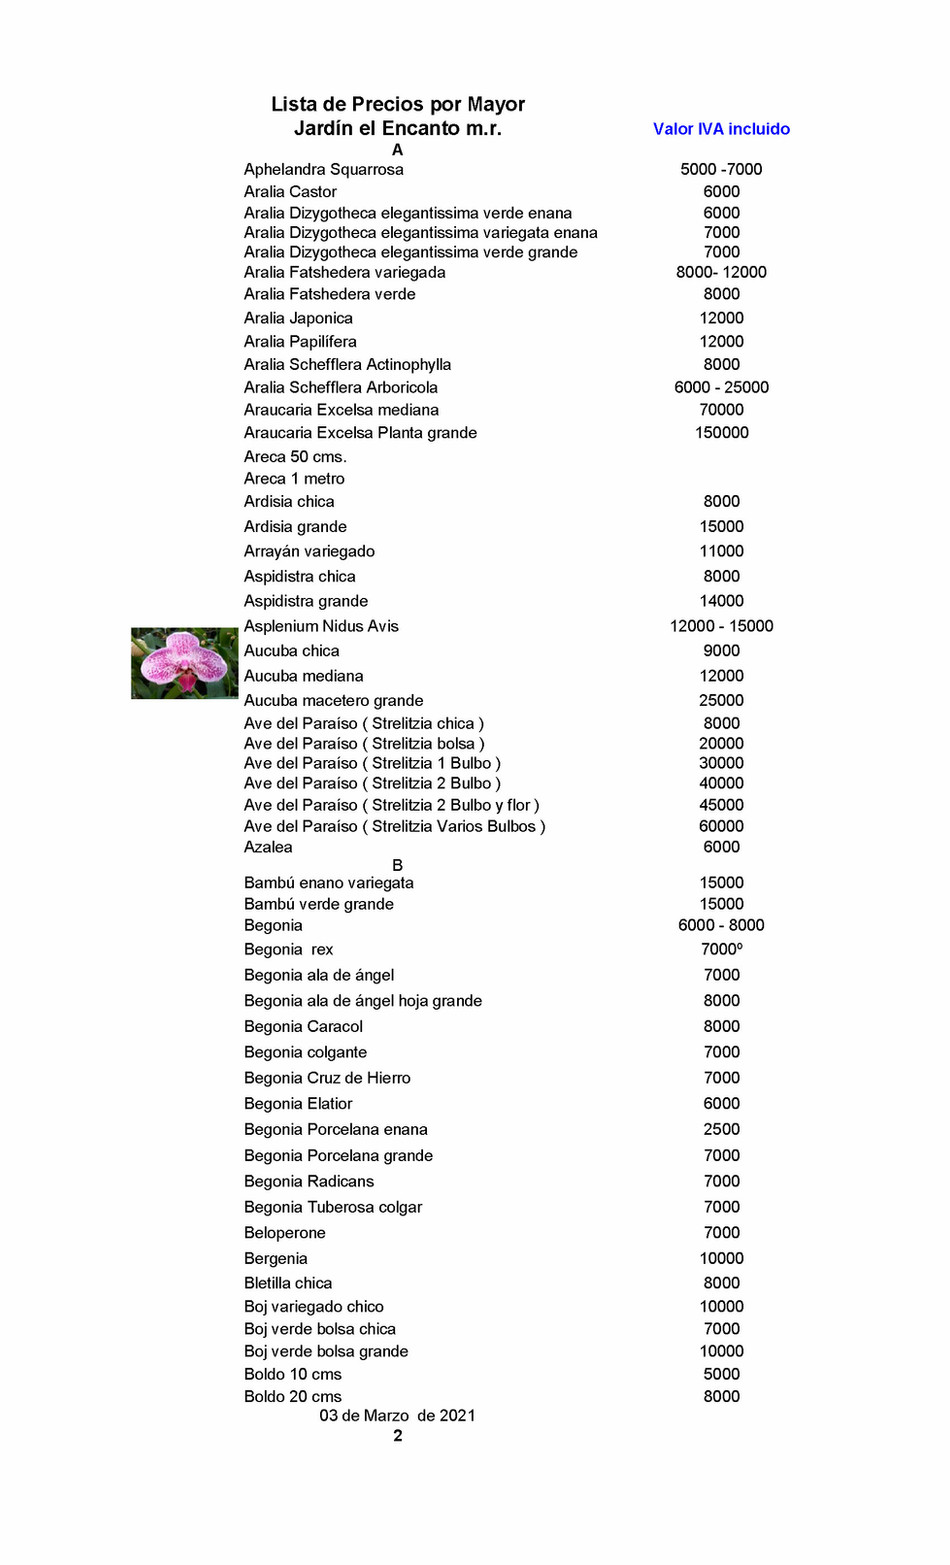 Lista de Precios por Mayor
Jardín el Encanto m.r. Valor IVA incluido
A
Aphelandra Squarrosa 5000 -7000
Aralia Castor 6000
Aralia Dizygotheca elegantissima verde enana 6000
Aralia Dizygotheca elegantissima variegata enana 7000
Aralia Dizygotheca elegantissima verde grande 7000
Aralia Fatshedera variegada 8000- 12000
Aralia Fatshedera verde 8000
Aralia Japonica 12000
Aralia Papilífera 12000
Aralia Schefflera Actinophylla 8000
Aralia Schefflera Arboricola 6000 - 25000
Araucaria Excelsa mediana 70000
Araucaria Excelsa Planta grande 150000
Areca 50 cms.
Areca 1 metro
Ardisia chica 8000
Ardisia grande 15000
Arrayán variegado 11000
Aspidistra chica 8000
Aspidistra grande 14000
Asplenium Nidus Avis 12000 - 15000
Aucuba chica 9000
Aucuba mediana 12000
Aucuba macetero grande 25000
Ave del Paraíso ( Strelitzia chica ) 8000
Ave del Paraíso ( Strelitzia bolsa ) 20000
Ave del Paraíso ( Strelitzia 1 Bulbo ) 30000
Ave del Paraíso ( Strelitzia 2 Bulbo ) 40000
Ave del Paraíso ( Strelitzia 2 Bulbo y flor ) 45000
Ave del Paraíso ( Strelitzia Varios Bulbos ) 60000
Azalea 6000
B
Bambú enano variegata 15000
Bambú verde grande 15000
Begonia 6000 - 8000
Begonia  rex 7000º
Begonia ala de ángel 7000
Begonia ala de ángel hoja grande 8000
Begonia Caracol 8000
Begonia colgante 7000
Begonia Cruz de Hierro 7000
Begonia Elatior 6000
Begonia Porcelana enana 2500
Begonia Porcelana grande 7000
Begonia Radicans 7000
Begonia Tuberosa colgar 7000
Beloperone 7000
Bergenia 10000
Bletilla chica 8000
Boj variegado chico 10000
Boj verde bolsa chica 7000
Boj verde bolsa grande 10000
Boldo 10 cms 5000
Boldo 20 cms 8000
03 de Marzo  de 2021
2